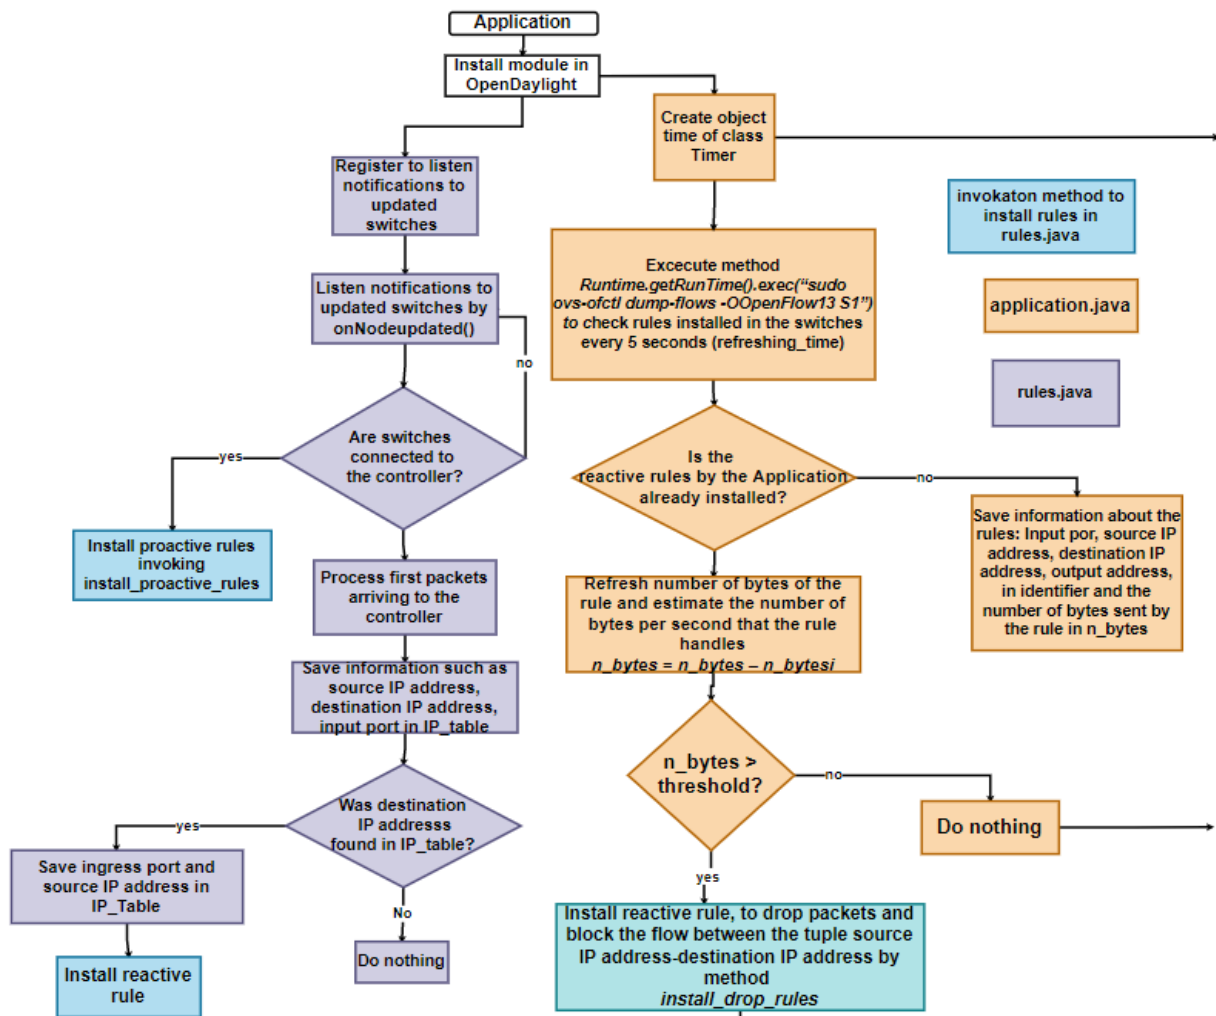 Application
Install module in
OpenDaylight
Create object
time of class
Timer
Register to listen
notifications to
updated
switches
invokaton method to
install rules in
rules.java
Excecute method
Runtime.getRunTime().exec(“sudo
ovs-ofctl dump-flows -OOpenFlow13 S1”)
to check rules installed in the switches
every 5 seconds (refreshing_time)
Listen notifications to
updated switches by
onNodeupdated()
application.java
no
rules.java
Are switches
connected to
the controller?
yes
Is the
reactive rules by the Application
already installed?
no
Install proactive rules
invoking
install_proactive_rules
Save information about the
rules: Input por, source IP
address, destination IP
address, output address,
in identifier and the
number of bytes sent by
the rule in n_bytes
Process first packets
arriving to the
controller
Refresh number of bytes of the
rule and estimate the number of
bytes per second that the rule
handles
n_bytes = n_bytes – n_bytesi
Save information such as
source IP address,
destination IP address,
input port in IP_table
n_bytes >
threshold?
no
Was destination
IP addresss
found in IP_table?
yes
Do nothing
Save ingress port and
source IP address in
IP_Table
yes
No
Install reactive rule, to drop packets and
block the flow between the tuple source
IP address-destination IP address by
method
install_drop_rules
Do nothing
Install reactive
rule